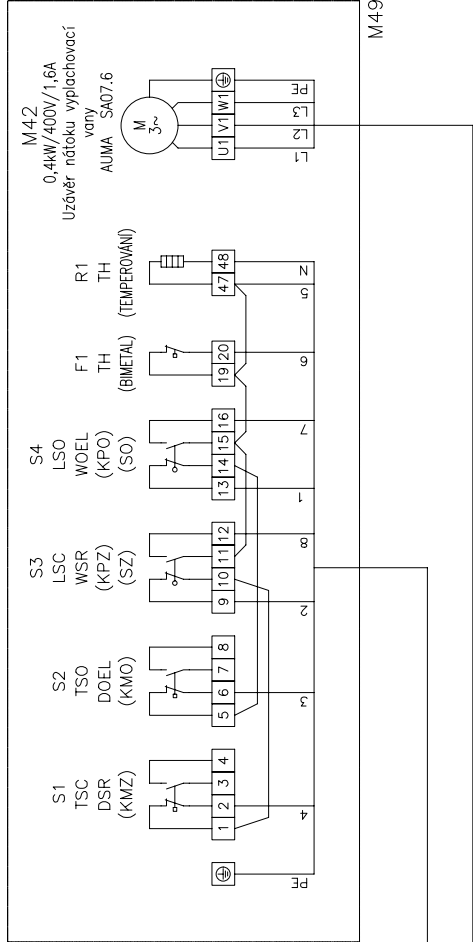 M49
M42
0,4kW/400V/1,6A
Uzávěr nátoku vyplachovací
vany
AUMA SA07.6
M
3~
U1 V1 W1
L1 L2 L3 PE
R1
TH
(TEMPEROVÁNÍ)
47 48
5 N
F1
TH
(BIMETAL)
19 20
6
S4
LSO
WOEL
(KPO)
(SO)
13 14 15 16
1 7
S3
LSC
WSR
(KPZ)
(SZ)
9 10 11 12
2 8
S2
TSO
DOEL
(KMO)
5 6 7 8
3
S1
TSC
DSR
(KMZ)
1 2 3 4
4
PE